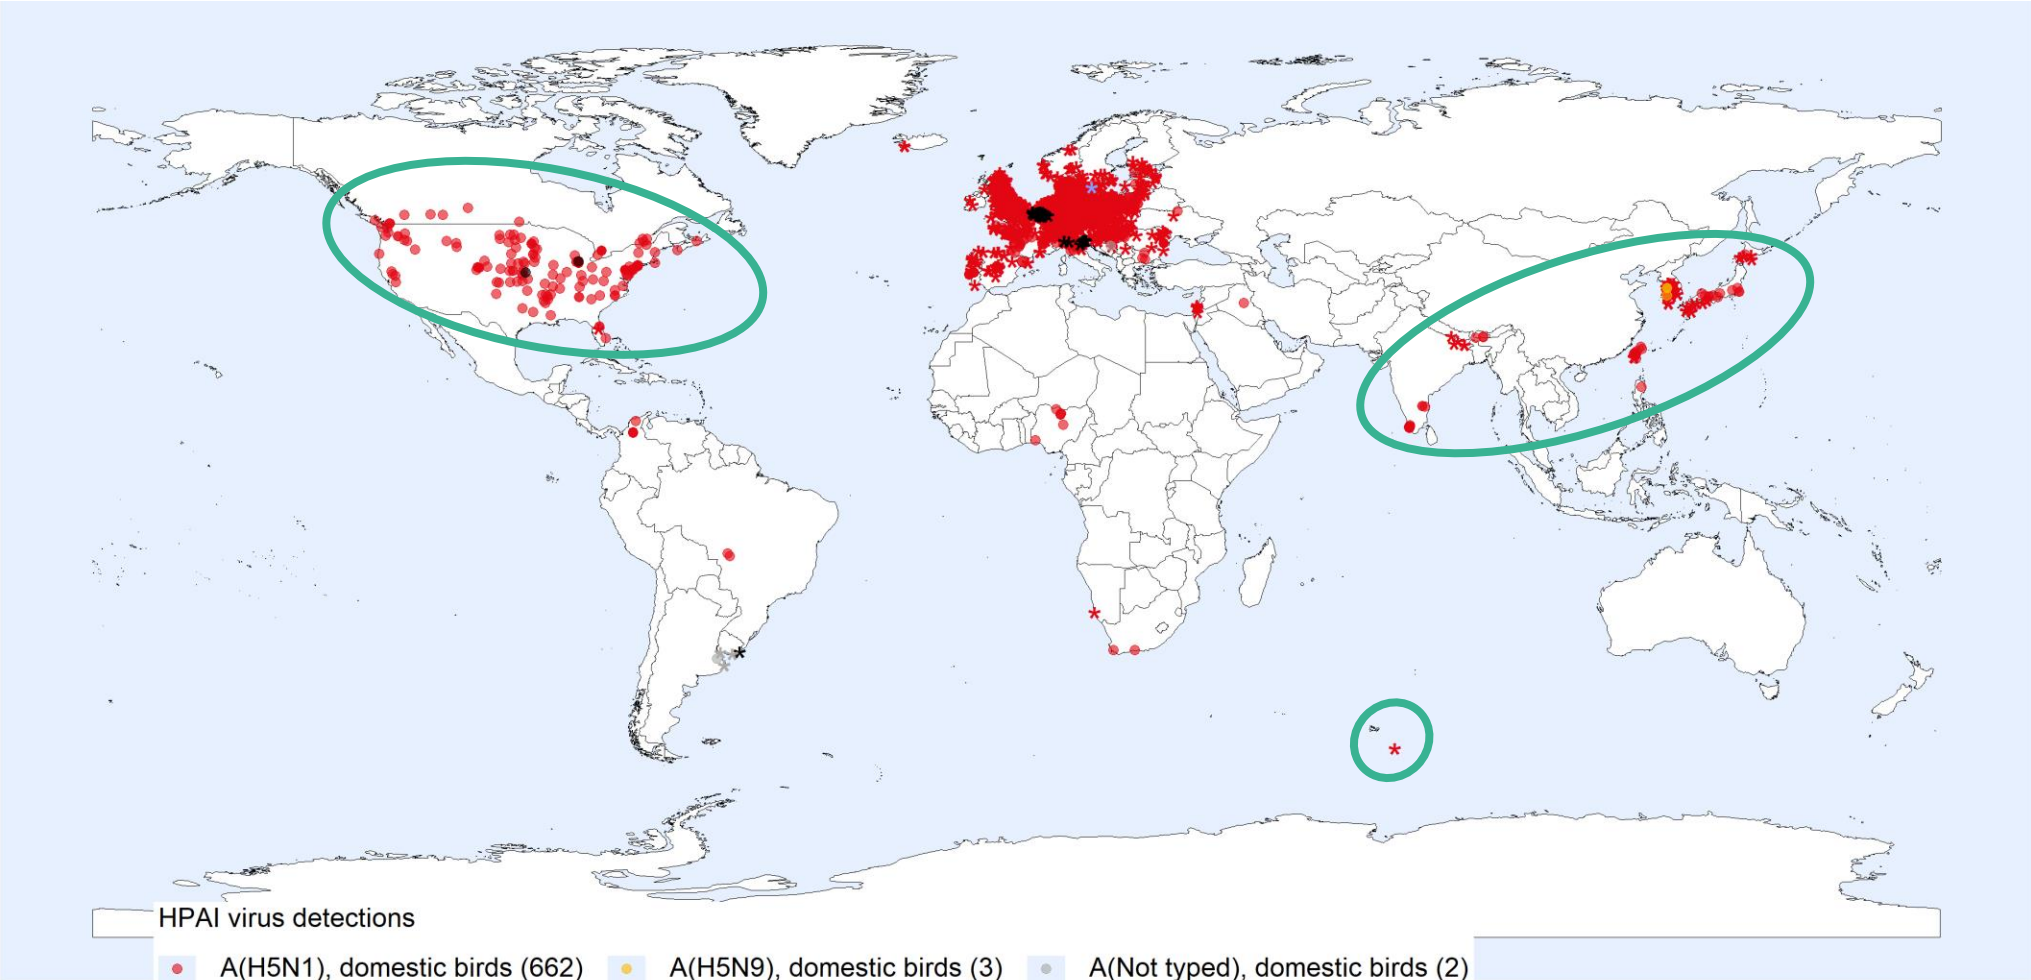 HPAI virus detections
A(H5N1), domestic birds (662) A(H5N9), domestic birds (3) A(Not typed), domestic birds (2)